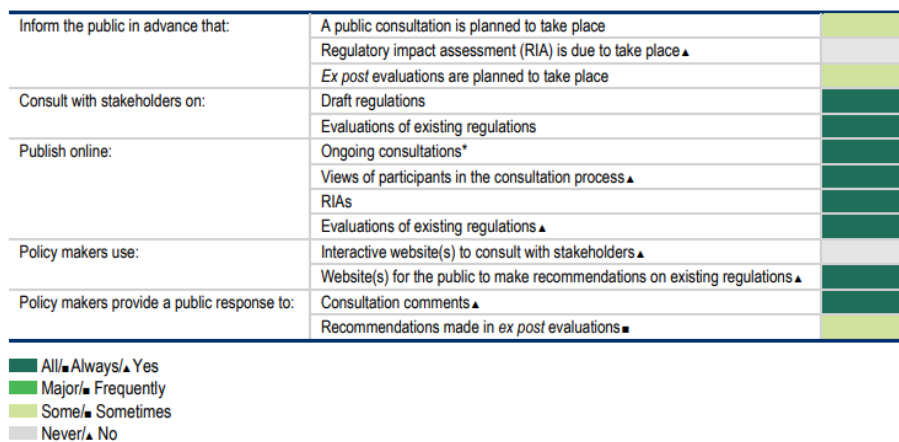 Inform the public in advance that: A public consultation is planned to take place
Regulatory impact assessment (RIA) is due to take place▲
Ex post evaluations are planned to take place
Consult with stakeholders on: Draft regulations
Evaluations of existing regulations
Publish online: Ongoing consultations*
Views of participants in the consultation process▲
RIAs
Evaluations of existing regulations▲
Policy makers use: Interactive website(s) to consult with stakeholders▲
Website(s) for the public to make recommendations on existing regulations▲
Policy makers provide a public response to: Consultation comments▲
Recommendations made in ex post evaluations■
All/■Always/▲Yes
Major/■ Frequently
Some/■ Sometimes
Never/▲ No